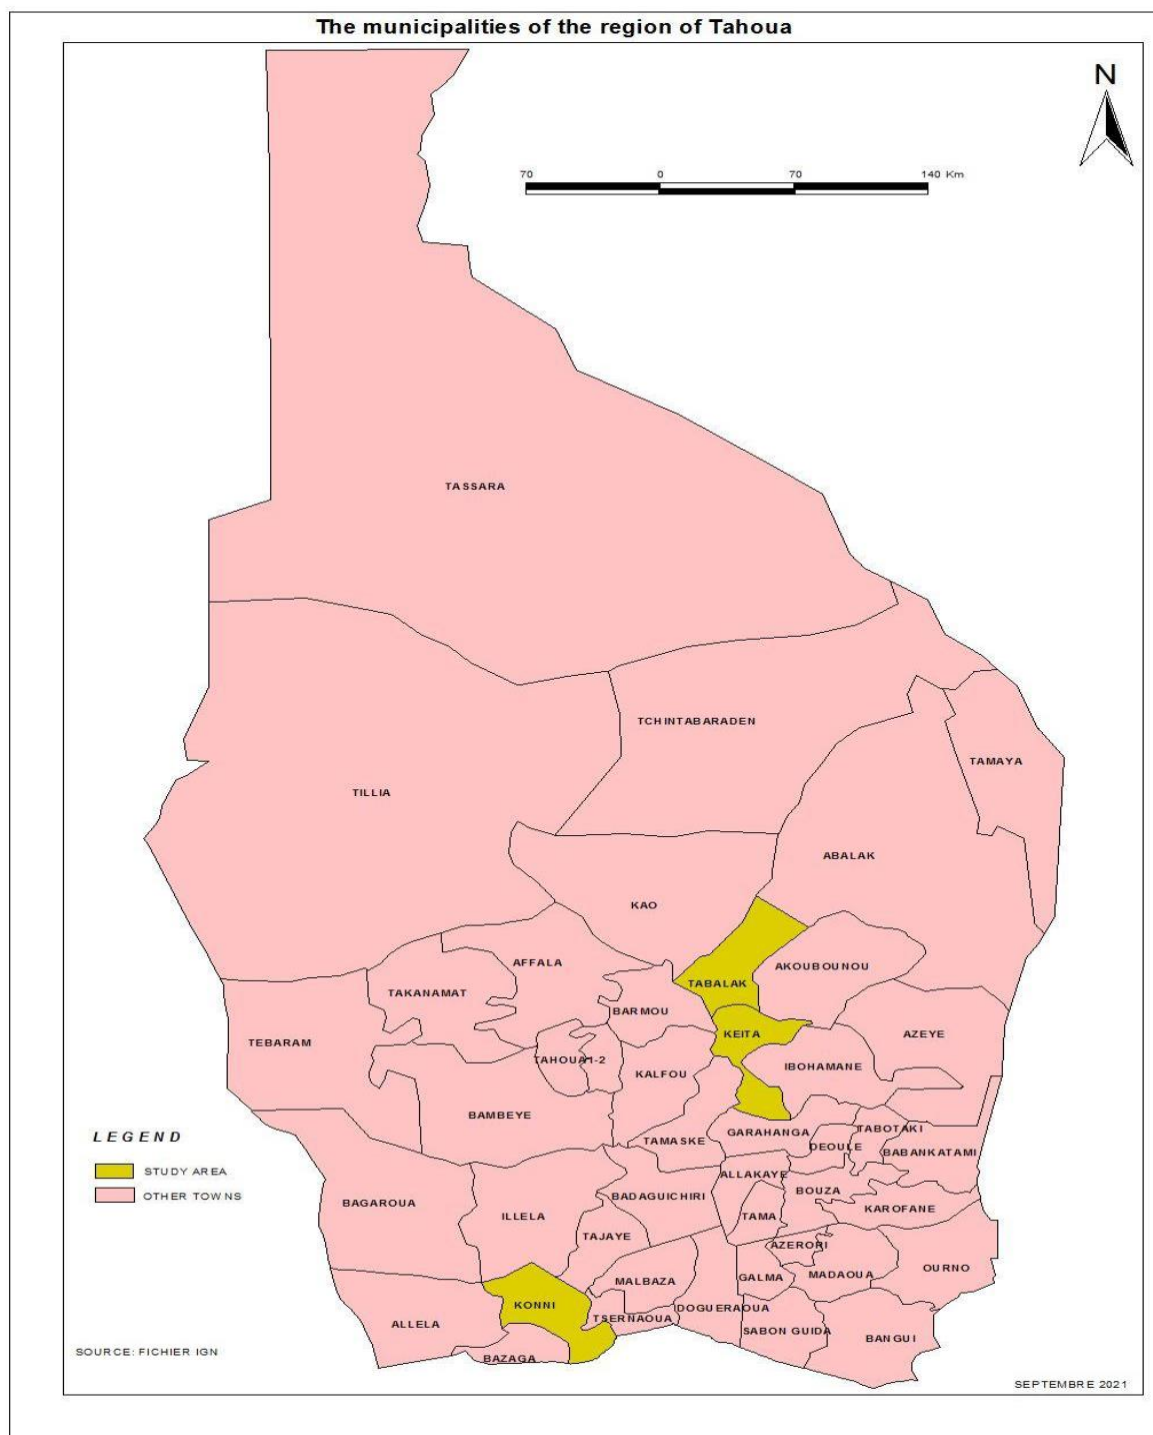 The municipalities of the region of Tahoua
N
70 0 70 140 Km
TASSARA
TCHINTABARADEN
TAMAYA
TILLIA
ABALAK
KAO
AFFALA
AKOUBOUNOU
TABALAK
TAKANAMAT
BARMOU
KEITA
AZEYE
TEBARAM
TAHOUA1-2
IBOHAMANE
KALFOU
BAMBEYE
TABOTAKI
GARAHANGA
LEGEND
TAMASKE
DEOULE
BABANKATAMI
STUDY AREA
ALLAKAYE
BOUZA
OTHER TOWNS
BADAGUICHIRI
BAGAROUA
KAROFANE
ILLELA
TAMA
TAJAYE
AZERORI
OURNO
MADAOUA
GALMA
MALBAZA
KONNI
DOGUERAOUA
TSERNAOUA
ALLELA
SABON GUIDA
BANGUI
SOURCE: FICHIER IGN
BAZAGA
SEPTEMBRE 2021